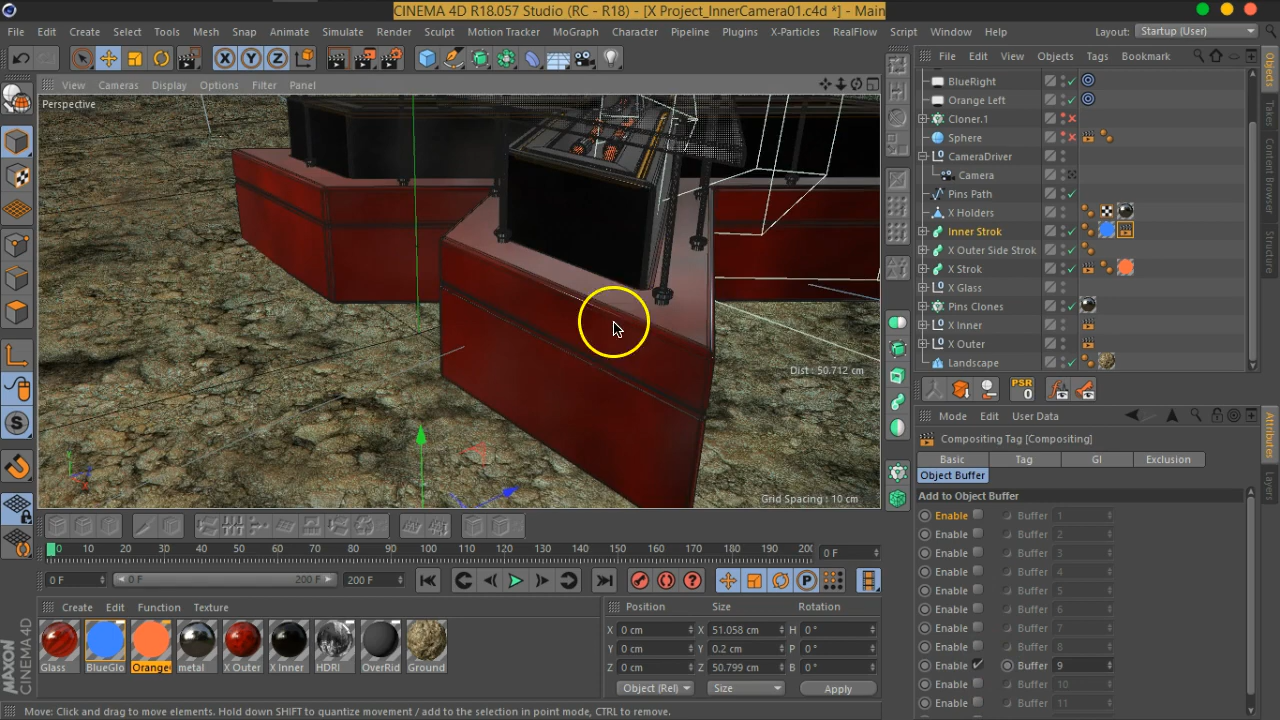 CINEMA 4D R18.057 Studio (RC - R18) - [X Project_InnerCamera01.c4d *] - Main
File Edit Create Select Tools Mesh Snap Animate Simulate Render Sculpt Motion Tracker MoGraph Character Pipeline Plugins X-Particles RealFlow Script Window Help Layout: Startup (User)
X Y Z
File Edit View Objects Tags Bookmark
View Cameras Display Options Filter Panel
Perspective
BlueRight
Orange Left
Cloner.1
Sphere
CameraDriver
Camera
Pins Path
X Holders
Inner Strok
X Outer Side Strok
X Strok
X Glass
Pins Clones
X Inner
X Outer
Landscape
Objects
Takes
Content Browser
Structure
Dist : 50.712 cm
Grid Spacing : 10 cm
PSR
0
Mode Edit User Data
Compositing Tag [Compositing]
Basic Tag GI Exclusion
Object Buffer
Add to Object Buffer
Enable Buffer 1
Enable Buffer 2
Enable Buffer 3
Enable Buffer 4
Enable Buffer 5
Enable Buffer 6
Enable Buffer 7
Enable Buffer 8
Enable Buffer 9
Enable Buffer 10
Enable Buffer 11
Attributes
Layers
0 10 20 30 40 50 60 70 80 90 100 110 120 130 140 150 160 170 180 190 20 0 F
0 F 0 F 200 F 200 F
Create Edit Function Texture
Glass BlueGlo Orange metal X Outer X Inner HDRI OverRid Ground
Position Size Rotation
X 0 cm X 51.058 cm H 0 °
Y 0 cm Y 0.2 cm P 0 °
Z 0 cm Z 50.799 cm B 0 °
Object (Rel) Size Apply
MAXON
CINEMA 4D
Move: Click and drag to move elements. Hold down SHIFT to quantize movement / add to the selection in point mode, CTRL to remove.